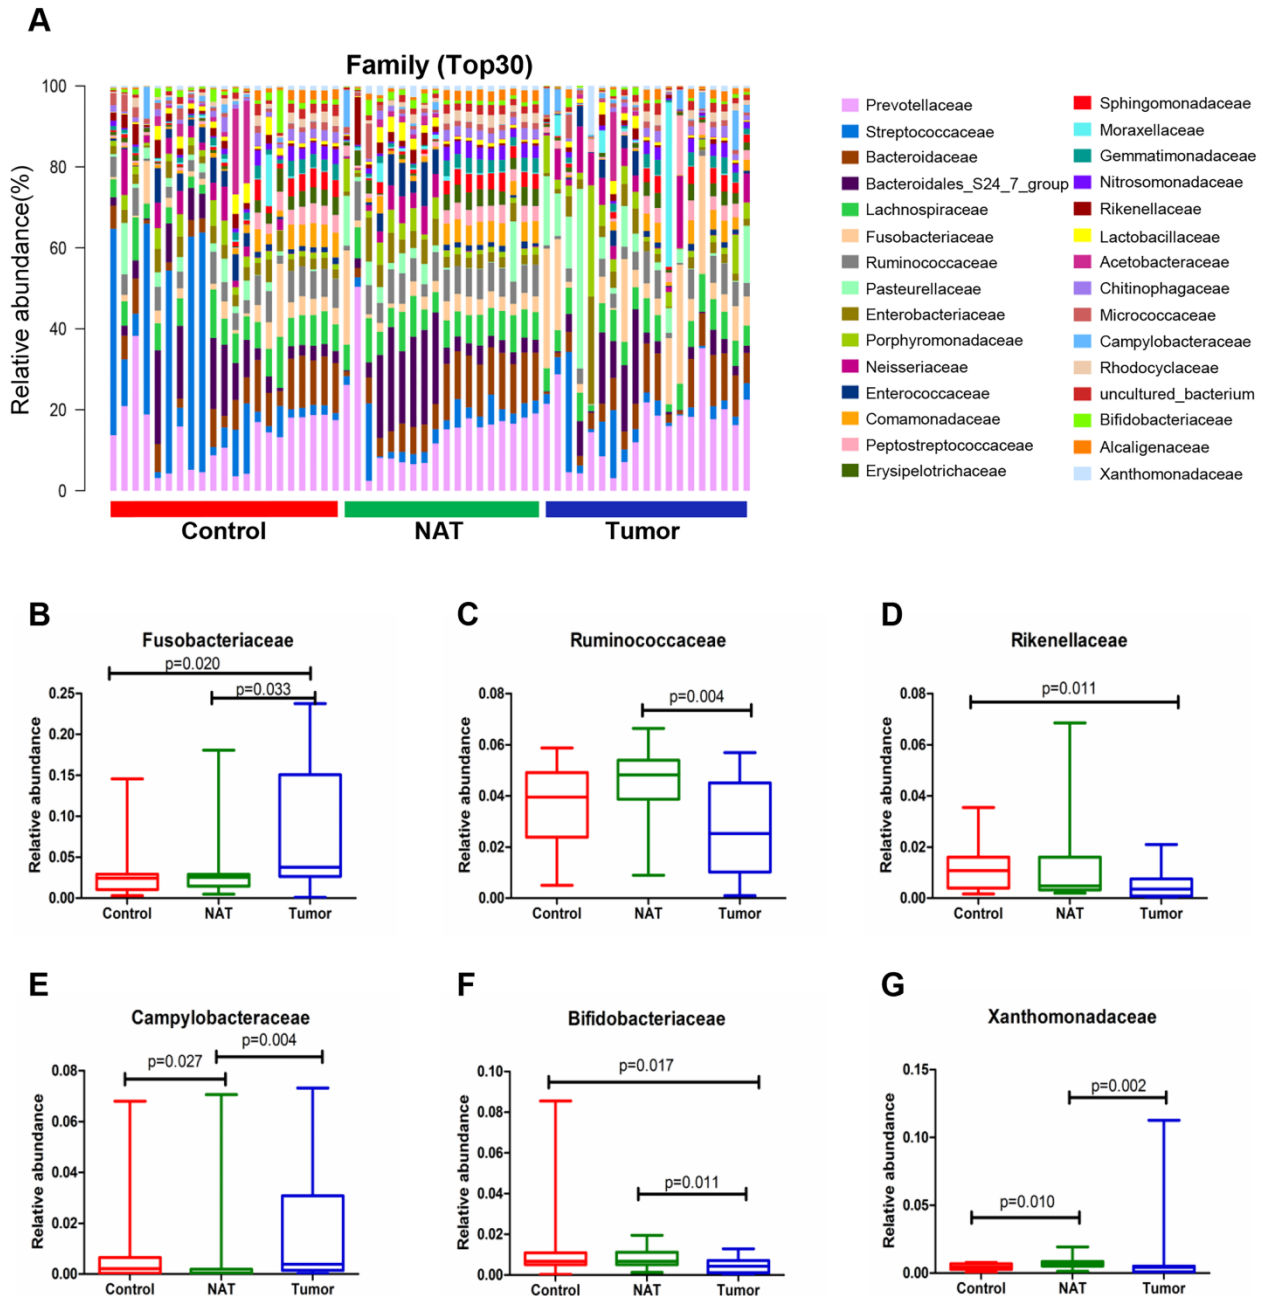 A
Family (Top30)
Relative abundance(%)
100
80
60
40
20
0
Control
NAT
Tumor
Prevotellaceae
Streptococcaceae
Bacteroidaceae
Bacteroidales_S24_7_group
Lachnospiraceae
Fusobacteriaceae
Ruminococcaceae
Pasteurellaceae
Enterobacteriaceae
Porphyromonadaceae
Neisseriaceae
Enterococcaceae
Comamonadaceae
Peptostreptococcaceae
Erysipelotrichaceae
Sphingomonadaceae
Moraxellaceae
Gemmatimonadaceae
Nitrosomonadaceae
Rikenellaceae
Lactobacillaceae
Acetobacteraceae
Chitinophagaceae
Micrococcaceae
Campylobacteraceae
Rhodocyclaceae
uncultured_bacterium
Bifidobacteriaceae
Alcaligenaceae
Xanthomonadaceae
B
Fusobacteriaceae
p=0.020
p=0.033
Relative abundance
0.25
0.20
0.15
0.10
0.05
0.00
Control
NAT
Tumor
C
Ruminococcaceae
p=0.004
Relative abundance
0.08
0.06
0.04
0.02
0.00
Control
NAT
Tumor
D
Rikenellaceae
p=0.011
Relative abundance
0.08
0.06
0.04
0.02
0.00
Control
NAT
Tumor
E
Campylobacteraceae
p=0.004
p=0.027
Relative abundance
0.08
0.06
0.04
0.02
0.00
Control
NAT
Tumor
F
Bifidobacteriaceae
p=0.017
p=0.011
Relative abundance
0.10
0.08
0.06
0.04
0.02
0.00
Control
NAT
Tumor
G
Xanthomonadaceae
p=0.002
p=0.010
Relative abundance
0.15
0.10
0.05
0.00
Control
NAT
Tumor